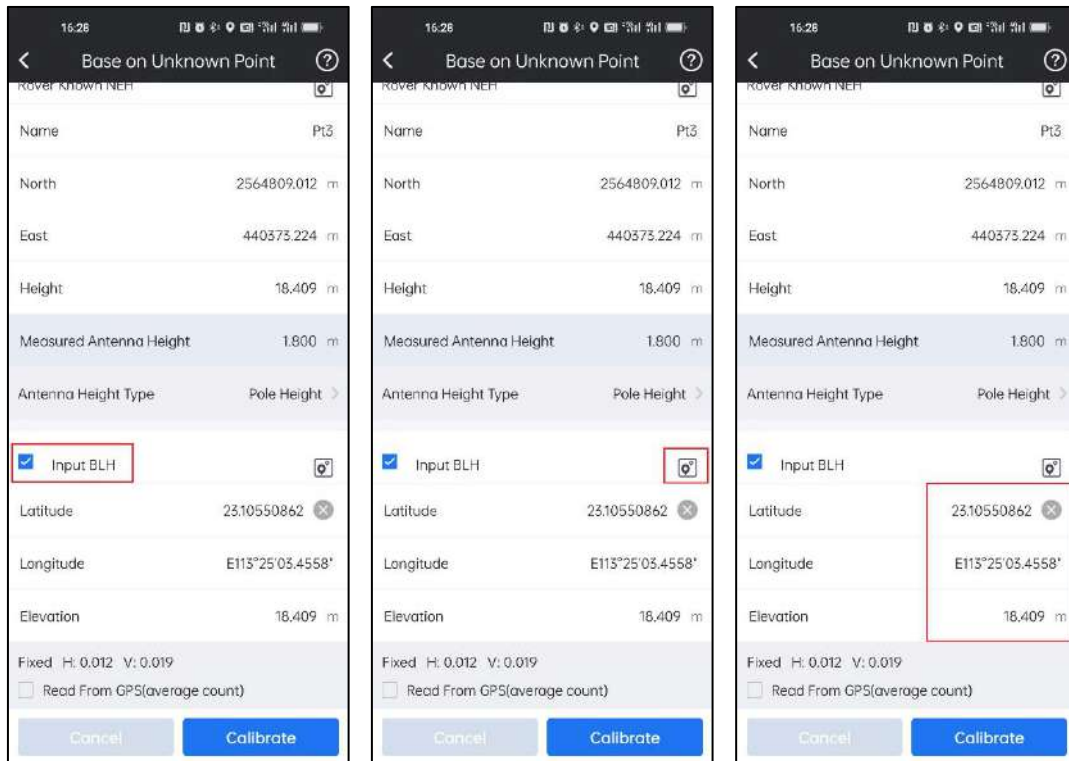 16:28
Base on Unknown Point
Rover Known NEH
Name Pt3
North 2564809.012 m
East 440373.224 m
Height 18.409 m
Measured Antenna Height 1.800 m
Antenna Height Type Pole Height >
Input BLH
Latitude 23.10550862
Longitude E113°25'03.4558"
Elevation 18.409 m
Fixed H: 0.012 V: 0.019
Read From GPS(average count)
Cancel Calibrate
16:28
Base on Unknown Point
Rover Known NEH
Name Pt3
North 2564809.012 m
East 440373.224 m
Height 18.409 m
Measured Antenna Height 1.800 m
Antenna Height Type Pole Height >
Input BLH
Latitude 23.10550862
Longitude E113°25'03.4558"
Elevation 18.409 m
Fixed H: 0.012 V: 0.019
Read From GPS(average count)
Cancel Calibrate
16:28
Base on Unknown Point
Rover Known NEH
Name Pt3
North 2564809.012 m
East 440373.224 m
Height 18.409 m
Measured Antenna Height 1.800 m
Antenna Height Type Pole Height >
Input BLH
Latitude 23.10550862
Longitude E113°25'03.4558"
Elevation 18.409 m
Fixed H: 0.012 V: 0.019
Read From GPS(average count)
Cancel Calibrate